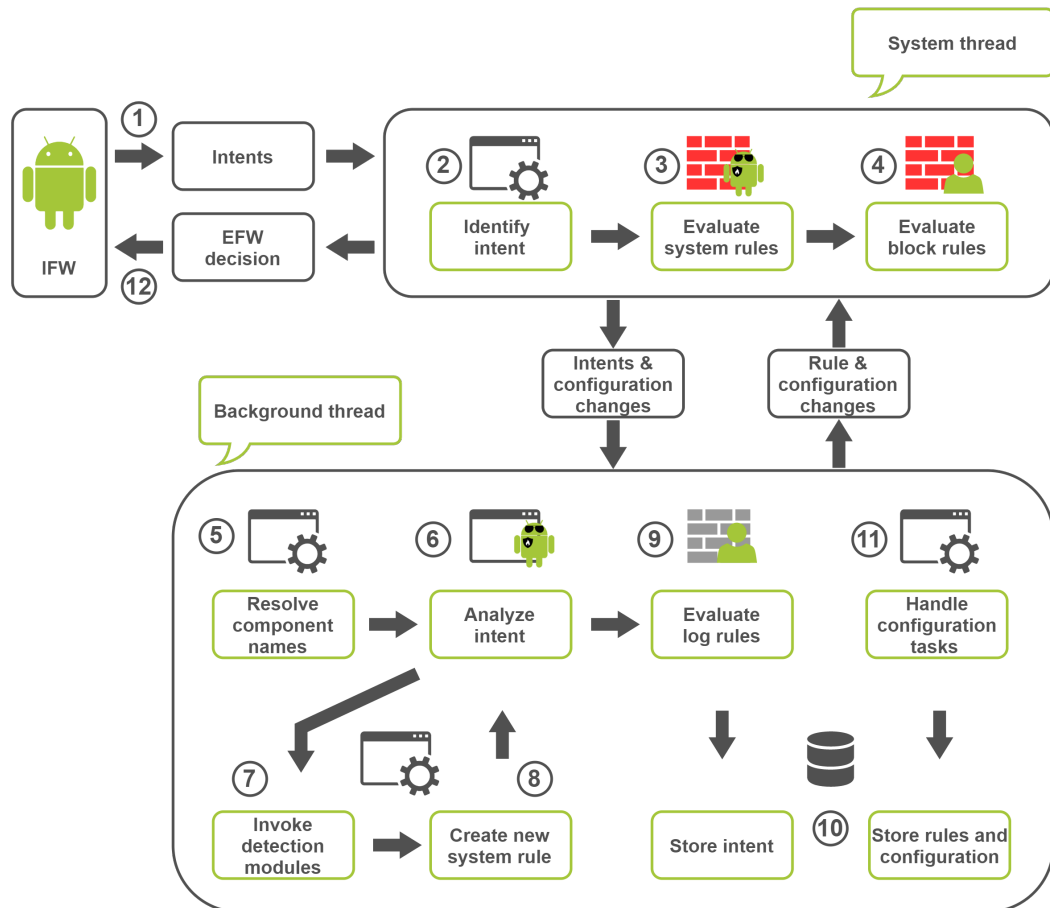 System thread
1
Intents
2
3
4
IFW
EFW
decision
12
Identify
intent
Evaluate
system rules
Evaluate
block rules
Intents &
configuration
changes
Rule &
configuration
changes
Background thread
5
6
9
11
Resolve
component
names
Analyze
intent
Evaluate
log rules
Handle
configuration
tasks
7
8
10
Invoke
detection
modules
Create new
system rule
Store intent
Store rules and
configuration